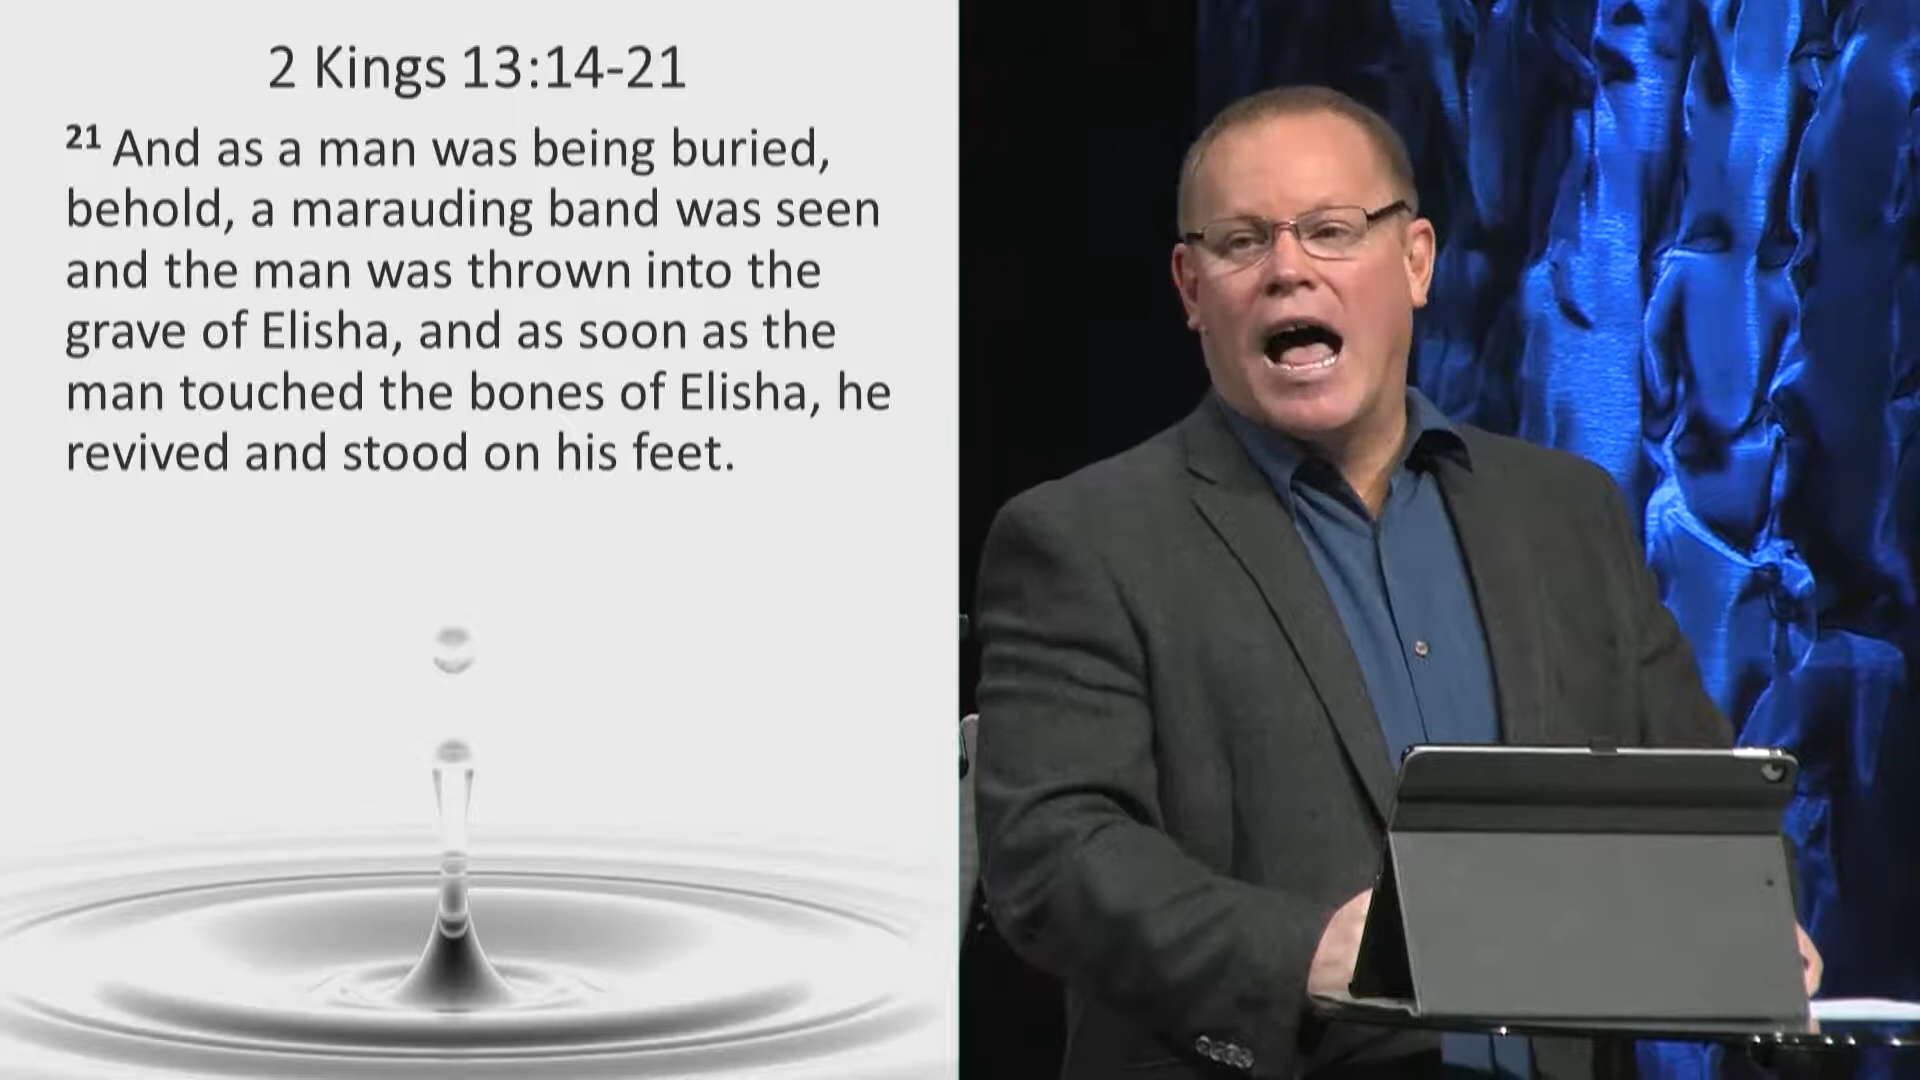 2 Kings 13:14-21
21 And as a man was being buried,
behold, a marauding band was seen
and the man was thrown into the
grave of Elisha, and as soon as the
man touched the bones of Elisha, he
revived and stood on his feet.